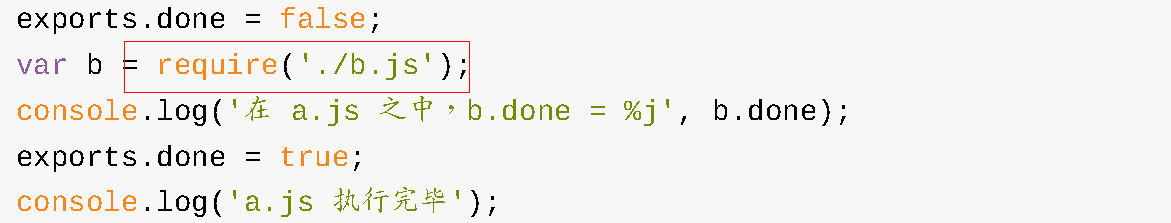 exports.done = false;
var b = require('./b.js');
console.log('在 a.js 之中，b.done = %j', b.done);
exports.done = true;
console.log('a.js 执行完毕');